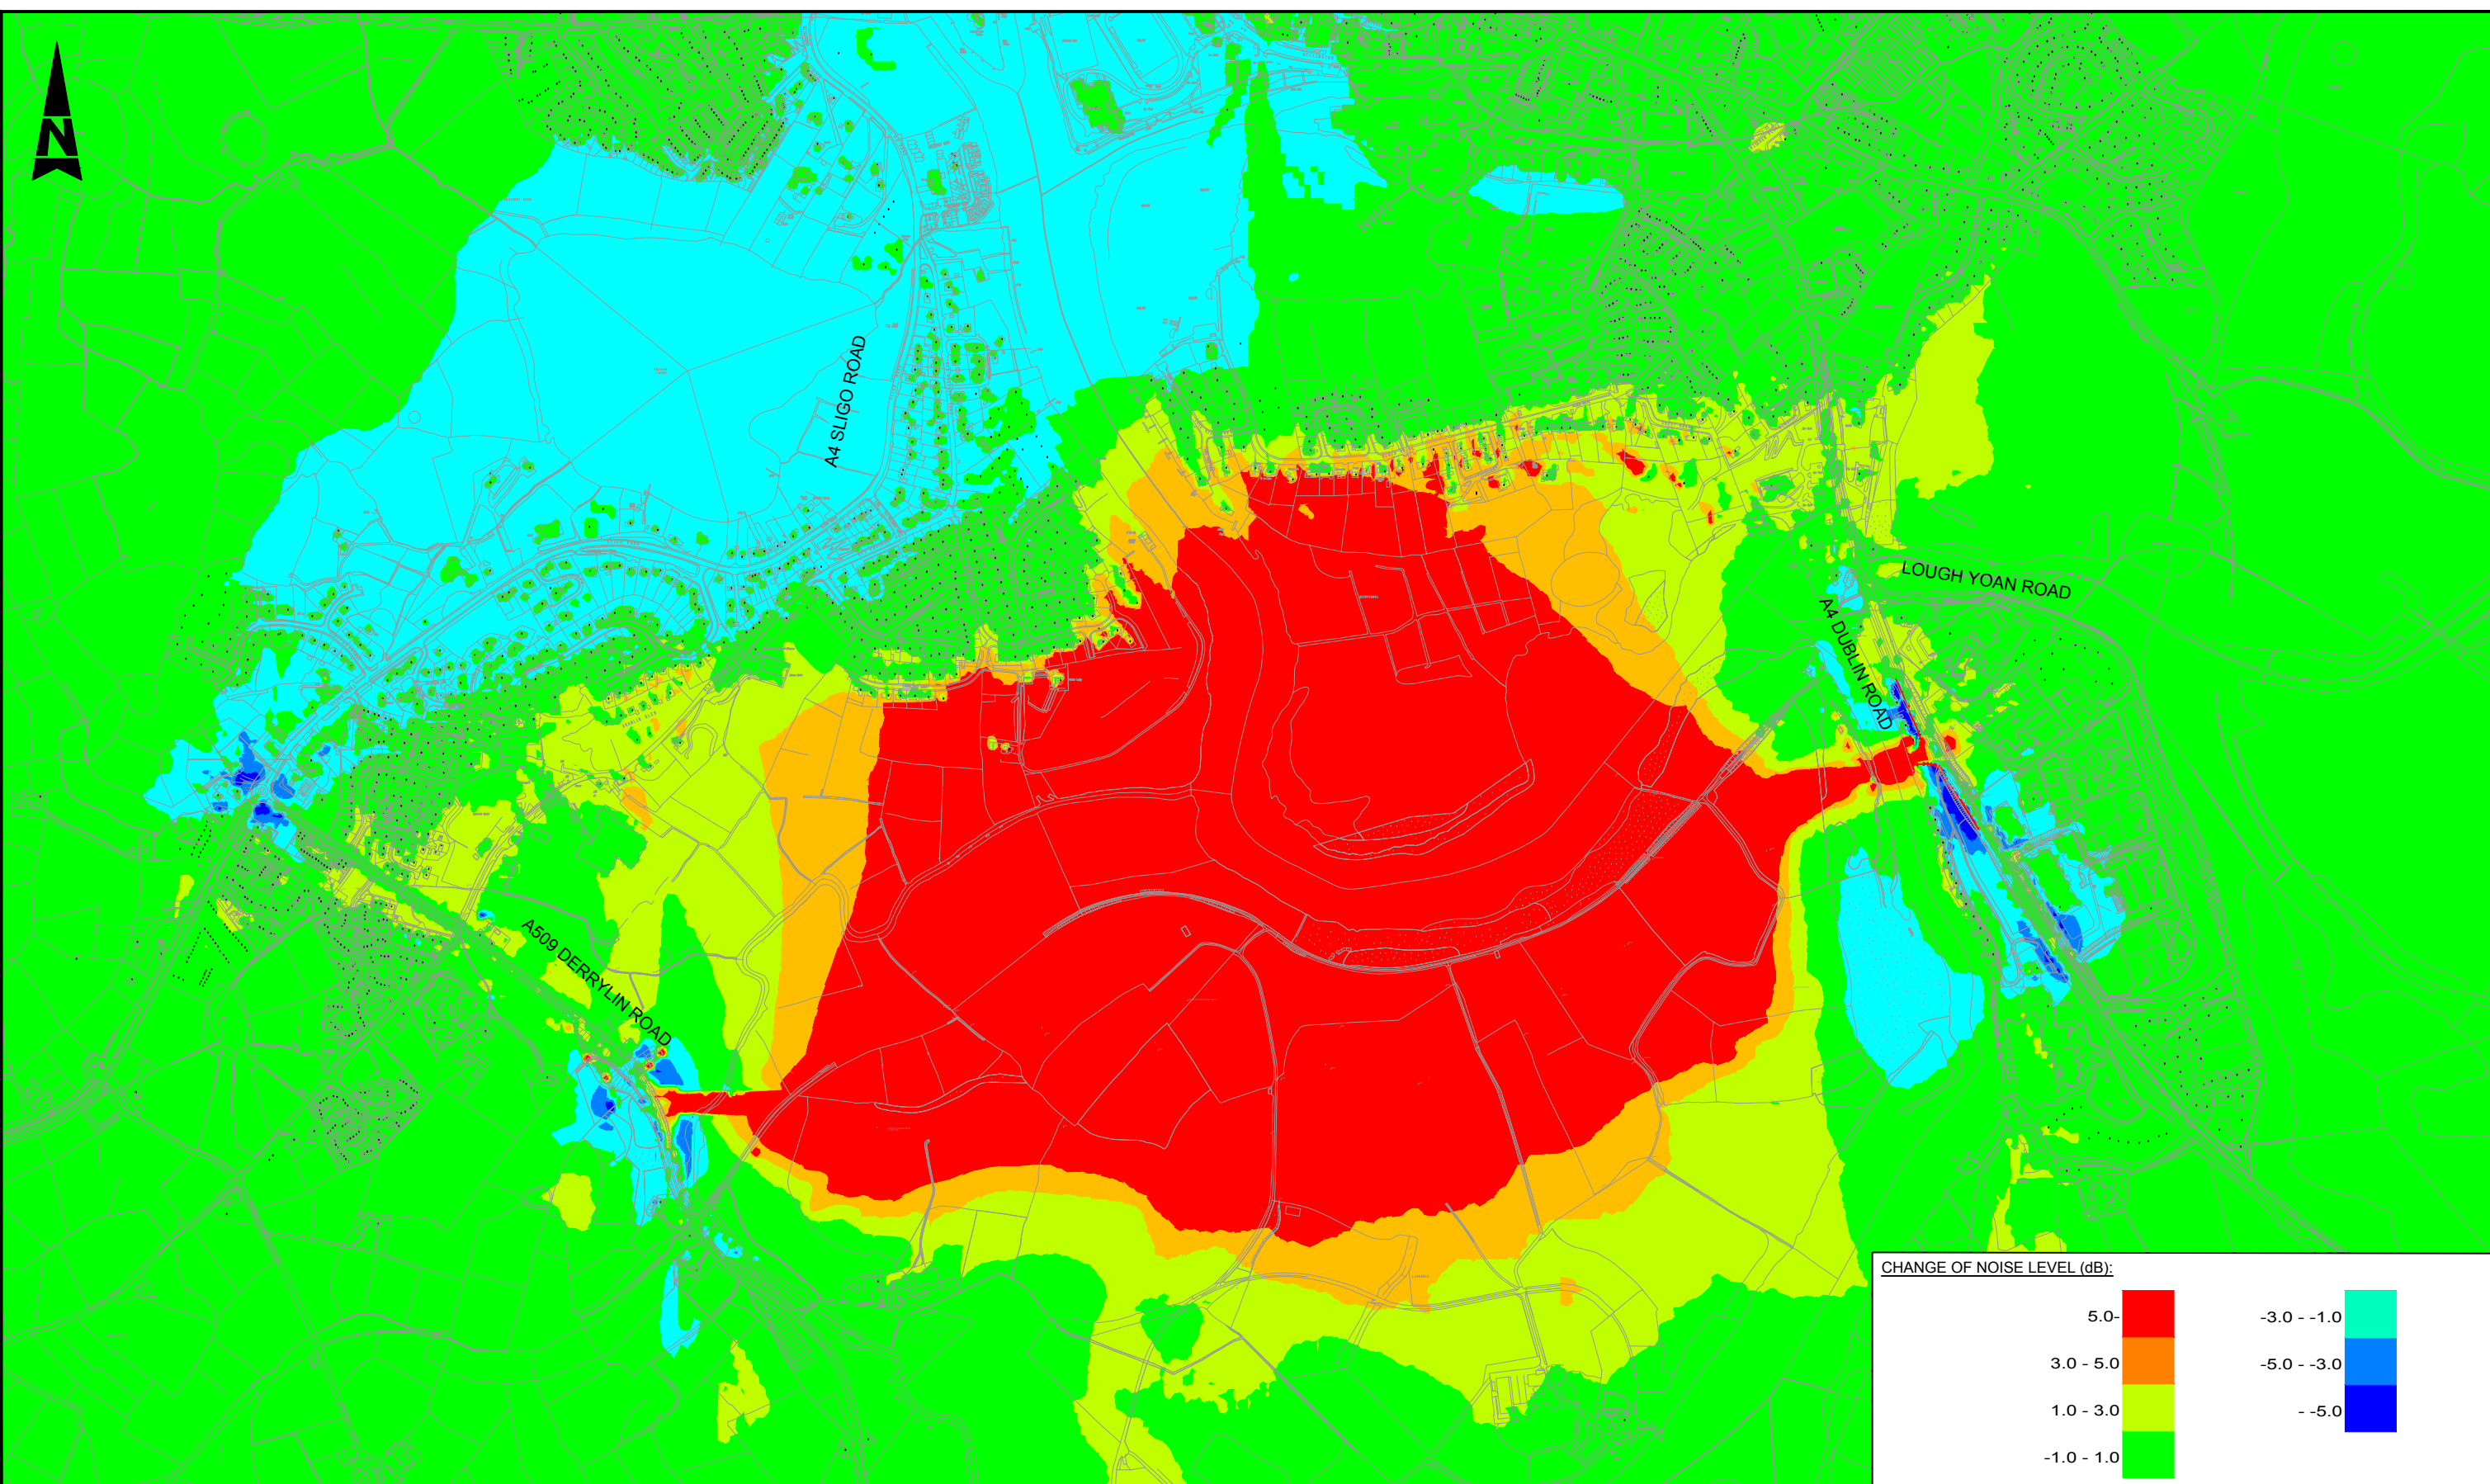 N
A4 SLIGO ROAD
LOUGH YOAN ROAD
A4 DUBLIN ROAD
A509 DERRYLIN ROAD
CHANGE OF NOISE LEVEL (dB):
5.0-
3.0 - 5.0
1.0 - 3.0
-1.0 - 1.0
-3.0 - -1.0
-5.0 - -3.0
- -5.0